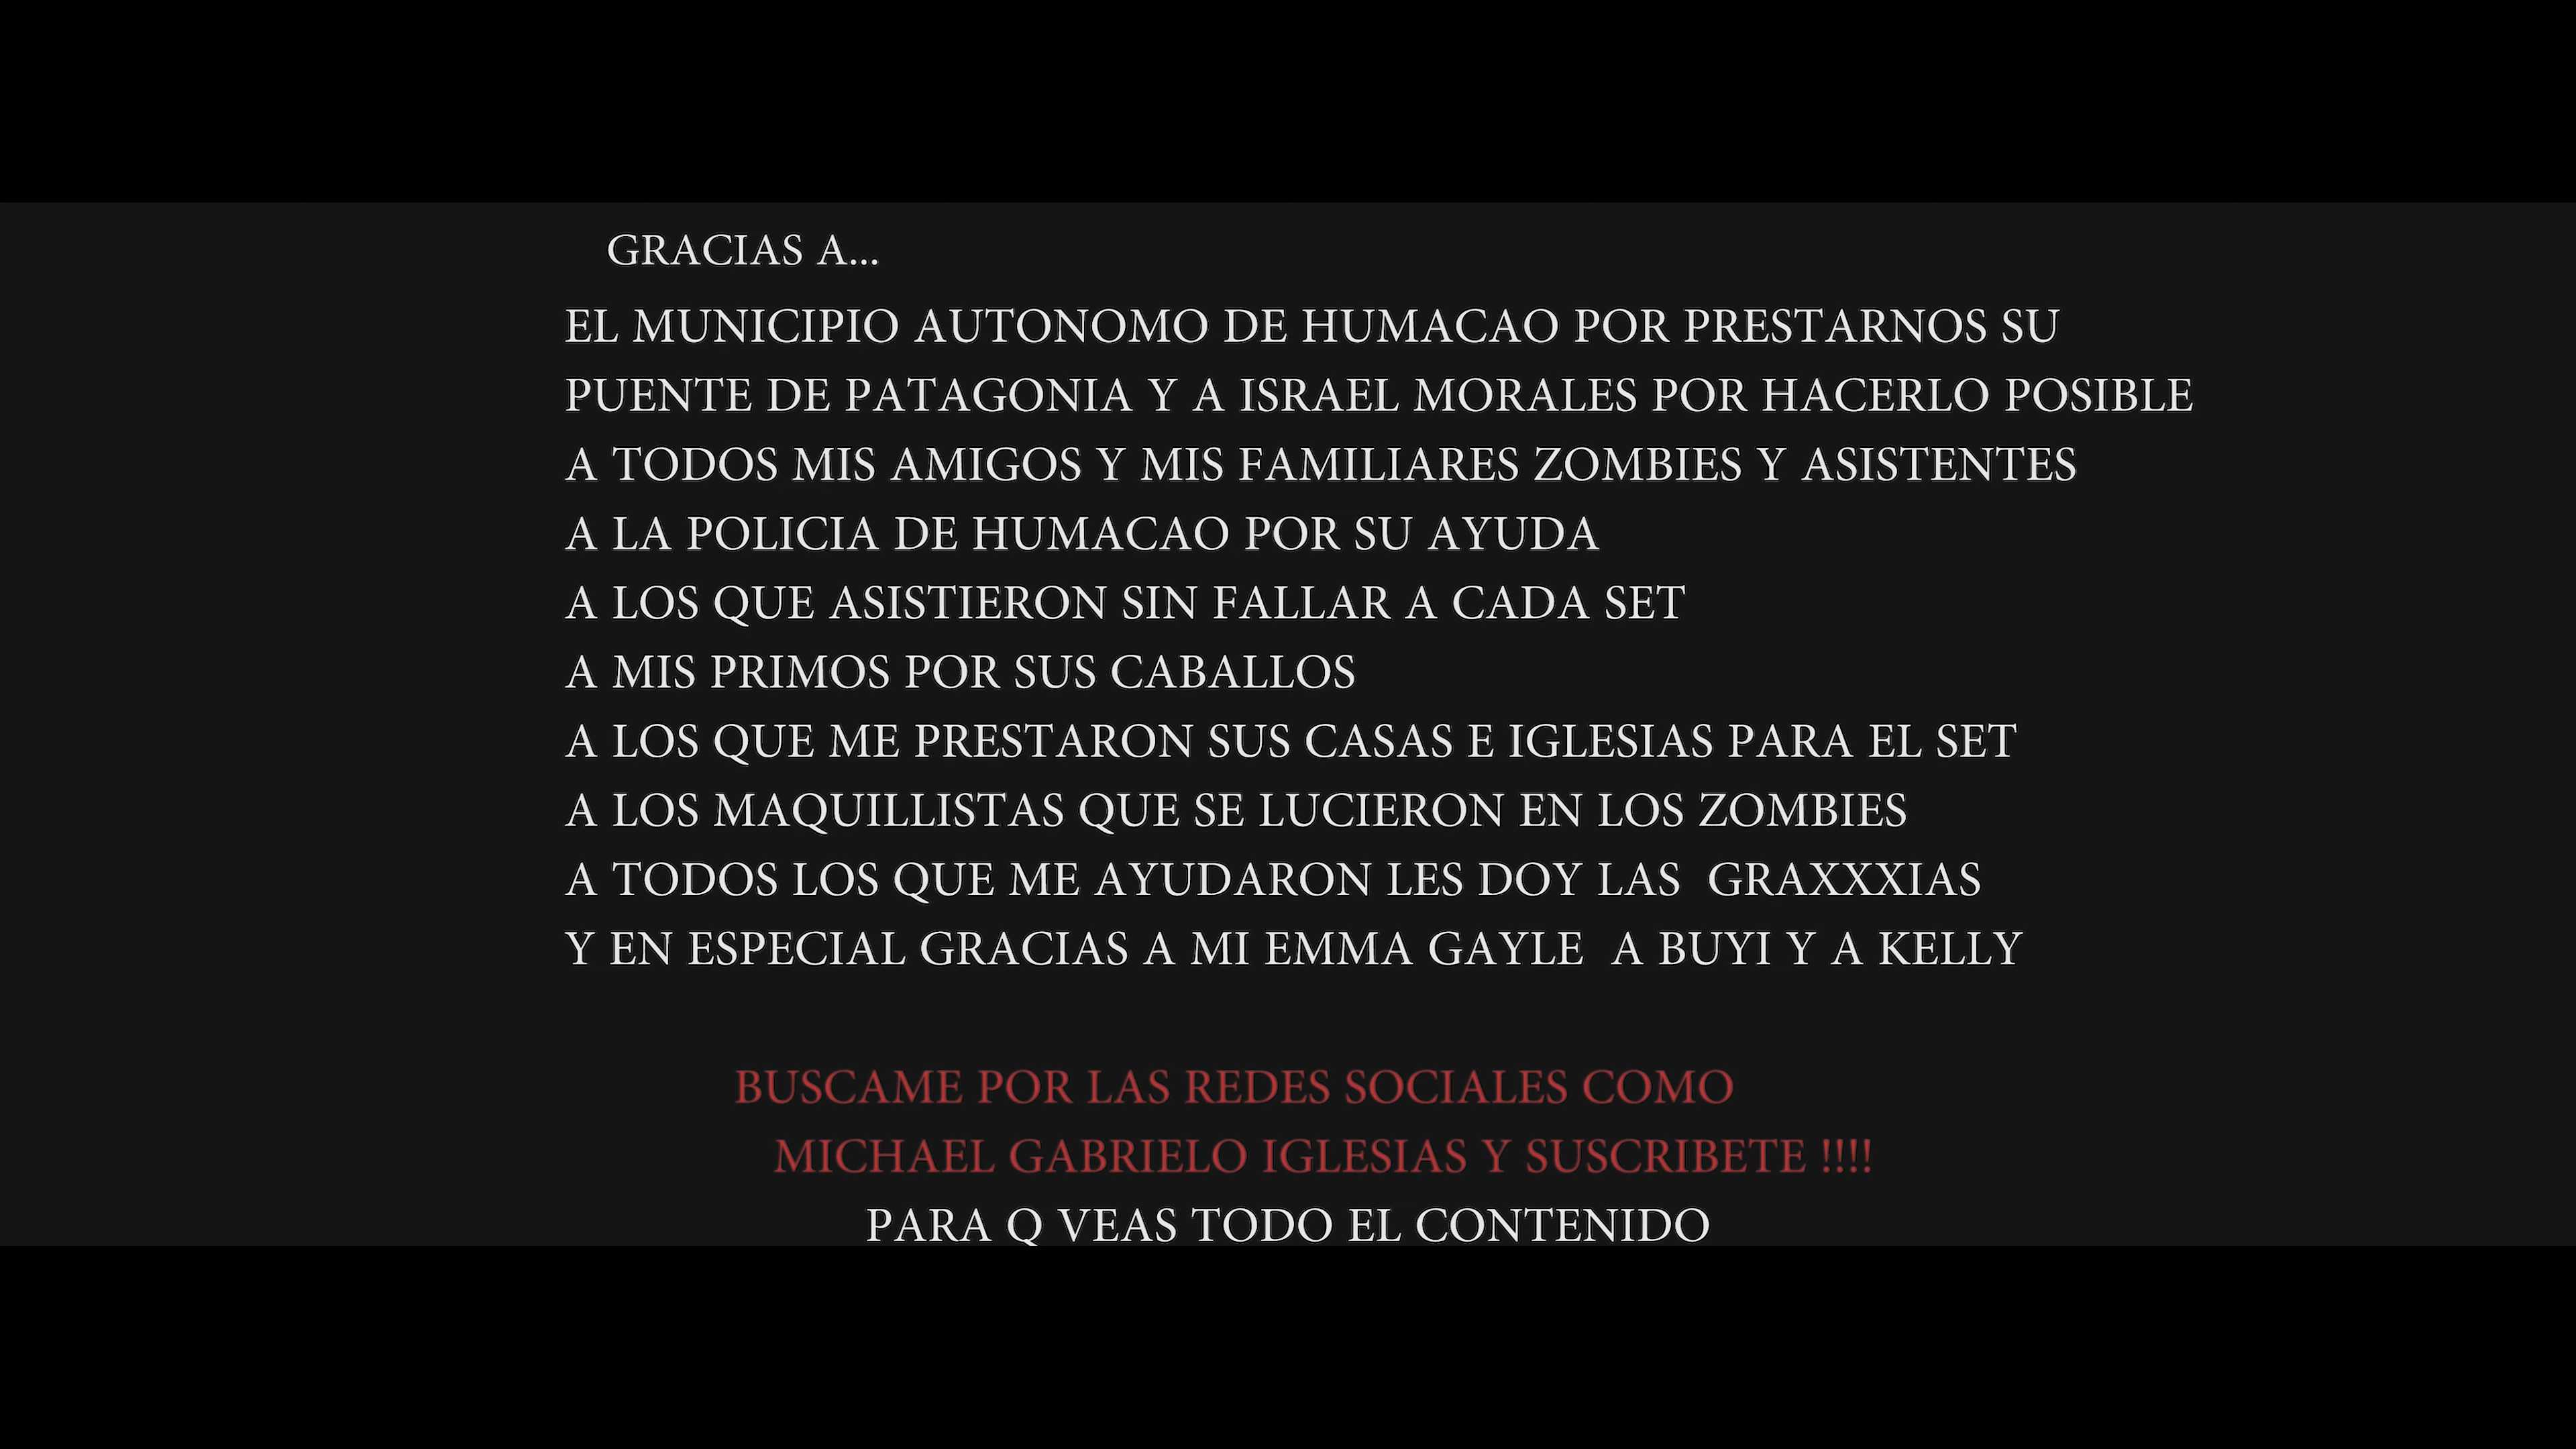 GRACIAS A...
EL MUNICIPIO AUTONOMO DE HUMACAO POR PRESTARNOS SU
PUENTE DE PATAGONIA Y A ISRAEL MORALES POR HACERLO POSIBLE
A TODOS MIS AMIGOS Y MIS FAMILIARES ZOMBIES Y ASISTENTES
A LA POLICIA DE HUMACAO POR SU AYUDA
A LOS QUE ASISTIERON SIN FALLAR A CADA SET
A MIS PRIMOS POR SUS CABALLOS
A LOS QUE ME PRESTARON SUS CASAS E IGLESIAS PARA EL SET
A LOS MAQUILLISTAS QUE SE LUCIERON EN LOS ZOMBIES
A TODOS LOS QUE ME AYUDARON LES DOY LAS  GRAXXXIAS
Y EN ESPECIAL GRACIAS A MI EMMA GAYLE  A BUYI Y A KELLY
BUSCAME POR LAS REDES SOCIALES COMO
MICHAEL GABRIELO IGLESIAS Y SUSCRIBETE !!!!
PARA Q VEAS TODO EL CONTENIDO